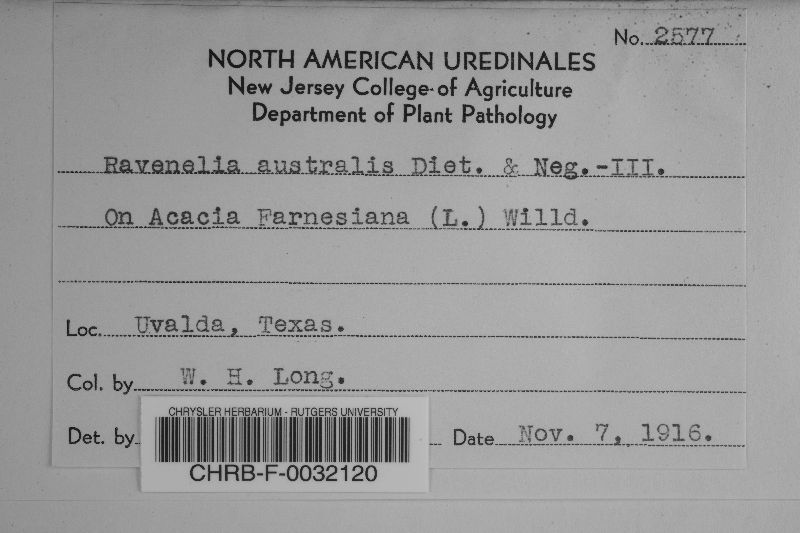 No. 2577
NORTH AMERICAN UREDINALES
New Jersey College of Agriculture
Department of Plant Pathology
Ravenelia australis Diet. & Neg.-III.
On Acacia Farnesiana (L.) Willd.
Loc. Uvalda, Texas.
Col. by W. H. Long.
Det. by
CHRYSLER HERBARIUM - RUTGERS UNIVERSITY
CHRB-F-0032120
Date Nov. 7, 1916.